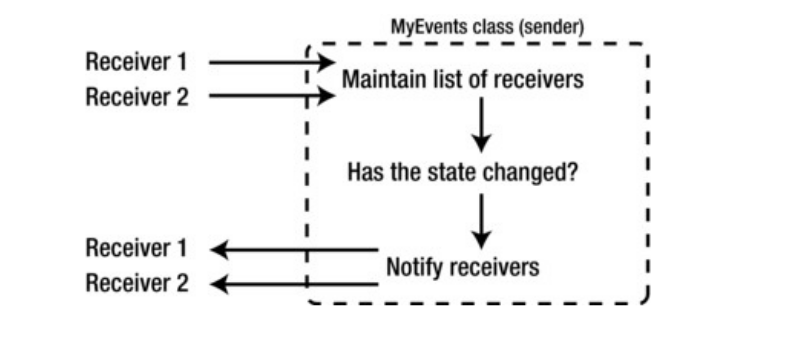 MyEvents class (sender)
Receiver 1
Maintain list of receivers
Receiver 2
Has the state changed?
Receiver 1
Notify receivers
Receiver 2